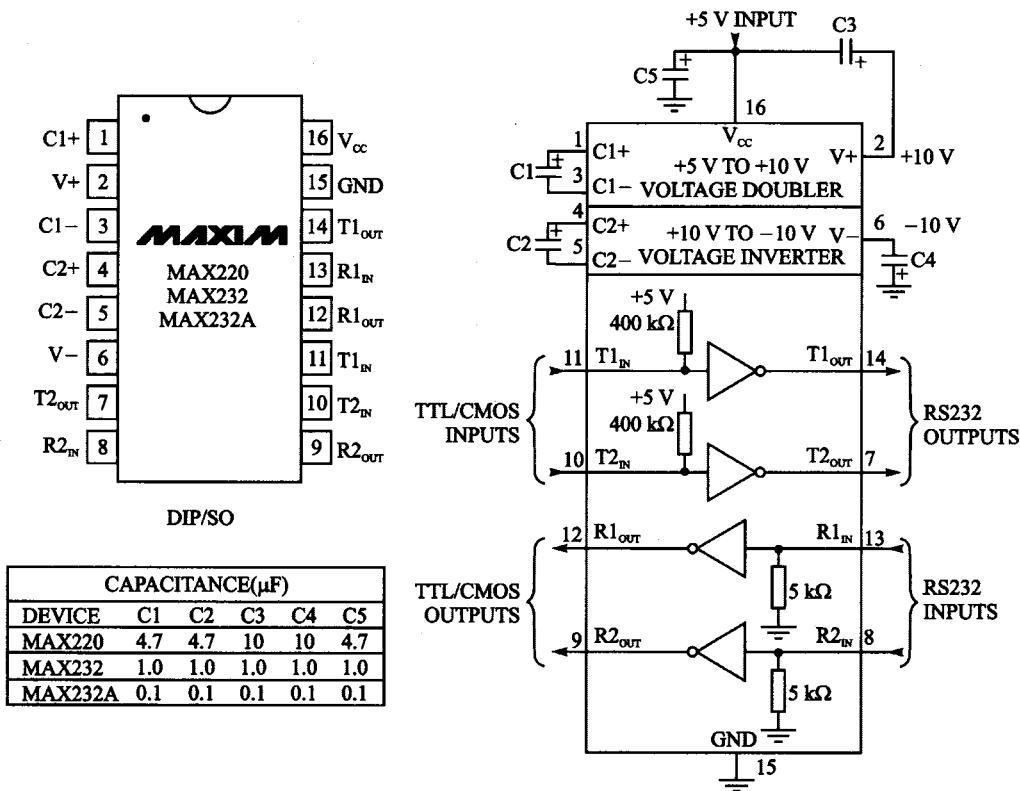 C1+ 1
V+ 2
C1− 3
C2+ 4
C2− 5
V− 6
T2OUT 7
R2IN 8
MAXIM
MAX220
MAX232
MAX232A
16 VCC
15 GND
14 T1OUT
13 R1IN
12 R1OUT
11 T1IN
10 T2IN
9 R2OUT
DIP/SO
CAPACITANCE(μF)
DEVICE C1 C2 C3 C4 C5
MAX220 4.7 4.7 10 10 4.7
MAX232 1.0 1.0 1.0 1.0 1.0
MAX232A 0.1 0.1 0.1 0.1 0.1
+5 V INPUT
C3
+
C5
+
+
16
VCC
1
C1+
C1
+
3
C1−
+5 V TO +10 V
VOLTAGE DOUBLER
V+
2
+10 V
4
C2+
C2
+
5
C2−
+10 V TO −10 V
VOLTAGE INVERTER
V−
6
−10 V
C4
+
+5 V
400 kΩ
11 T1IN
T1OUT 14
+5 V
400 kΩ
10 T2IN
T2OUT 7
TTL/CMOS
INPUTS
RS232
OUTPUTS
12 R1OUT
R1IN 13
5 kΩ
9 R2OUT
R2IN 8
5 kΩ
TTL/CMOS
OUTPUTS
RS232
INPUTS
GND
15